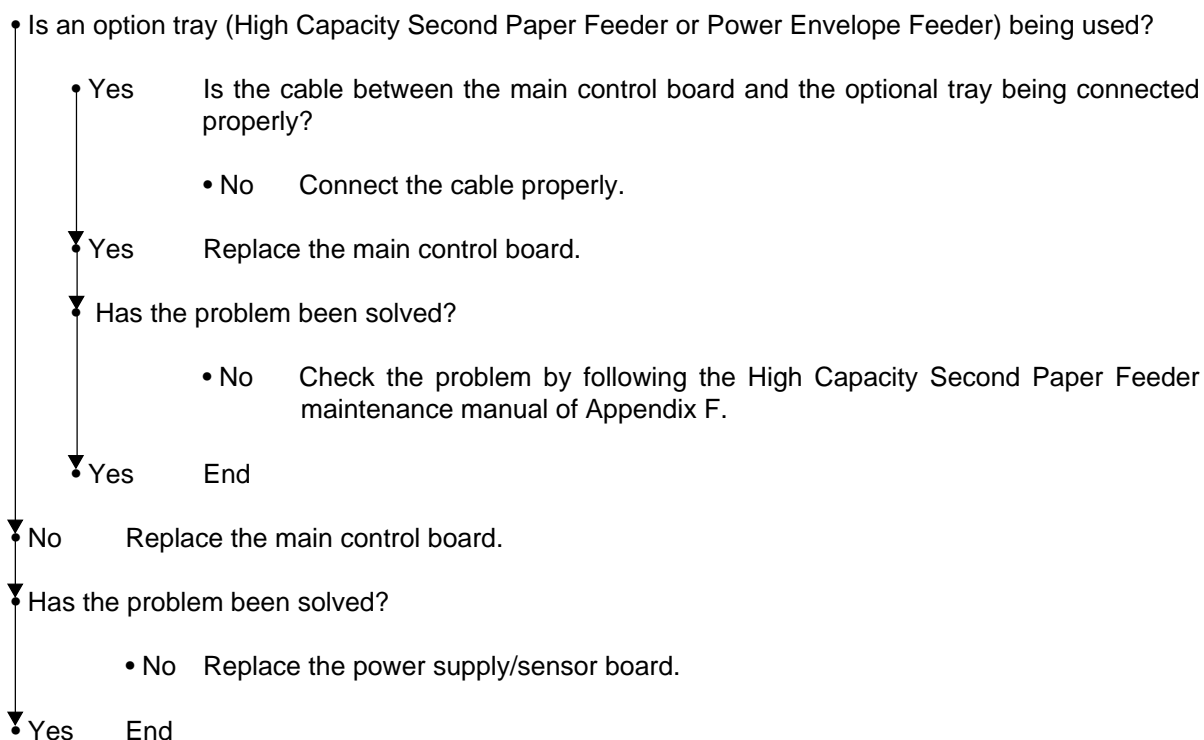 • Is an option tray (High Capacity Second Paper Feeder or Power Envelope Feeder) being used?
• Yes Is the cable between the main control board and the optional tray being connected
properly?
• No Connect the cable properly.
• Yes Replace the main control board.
• Has the problem been solved?
• No Check the problem by following the High Capacity Second Paper Feeder
maintenance manual of Appendix F.
• Yes End
• No Replace the main control board.
• Has the problem been solved?
• No Replace the power supply/sensor board.
• Yes End